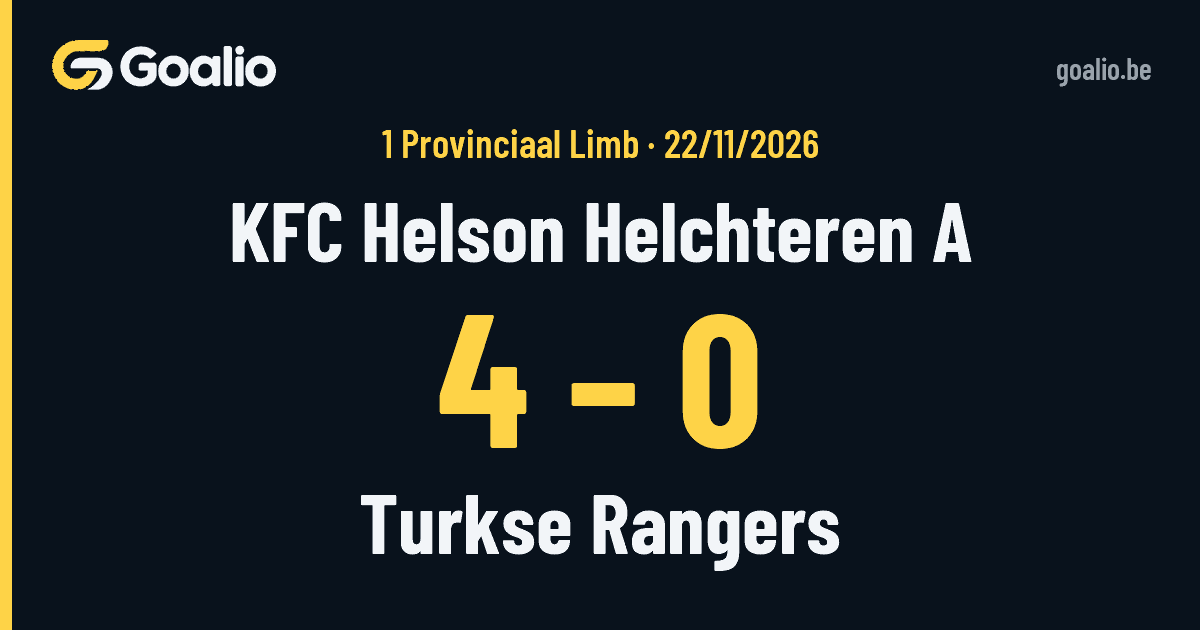 Goalio
goalio.be
1 Provinciaal Limb · 22/11/2026
KFC Helson Helchteren A
4 – 0
Turkse Rangers